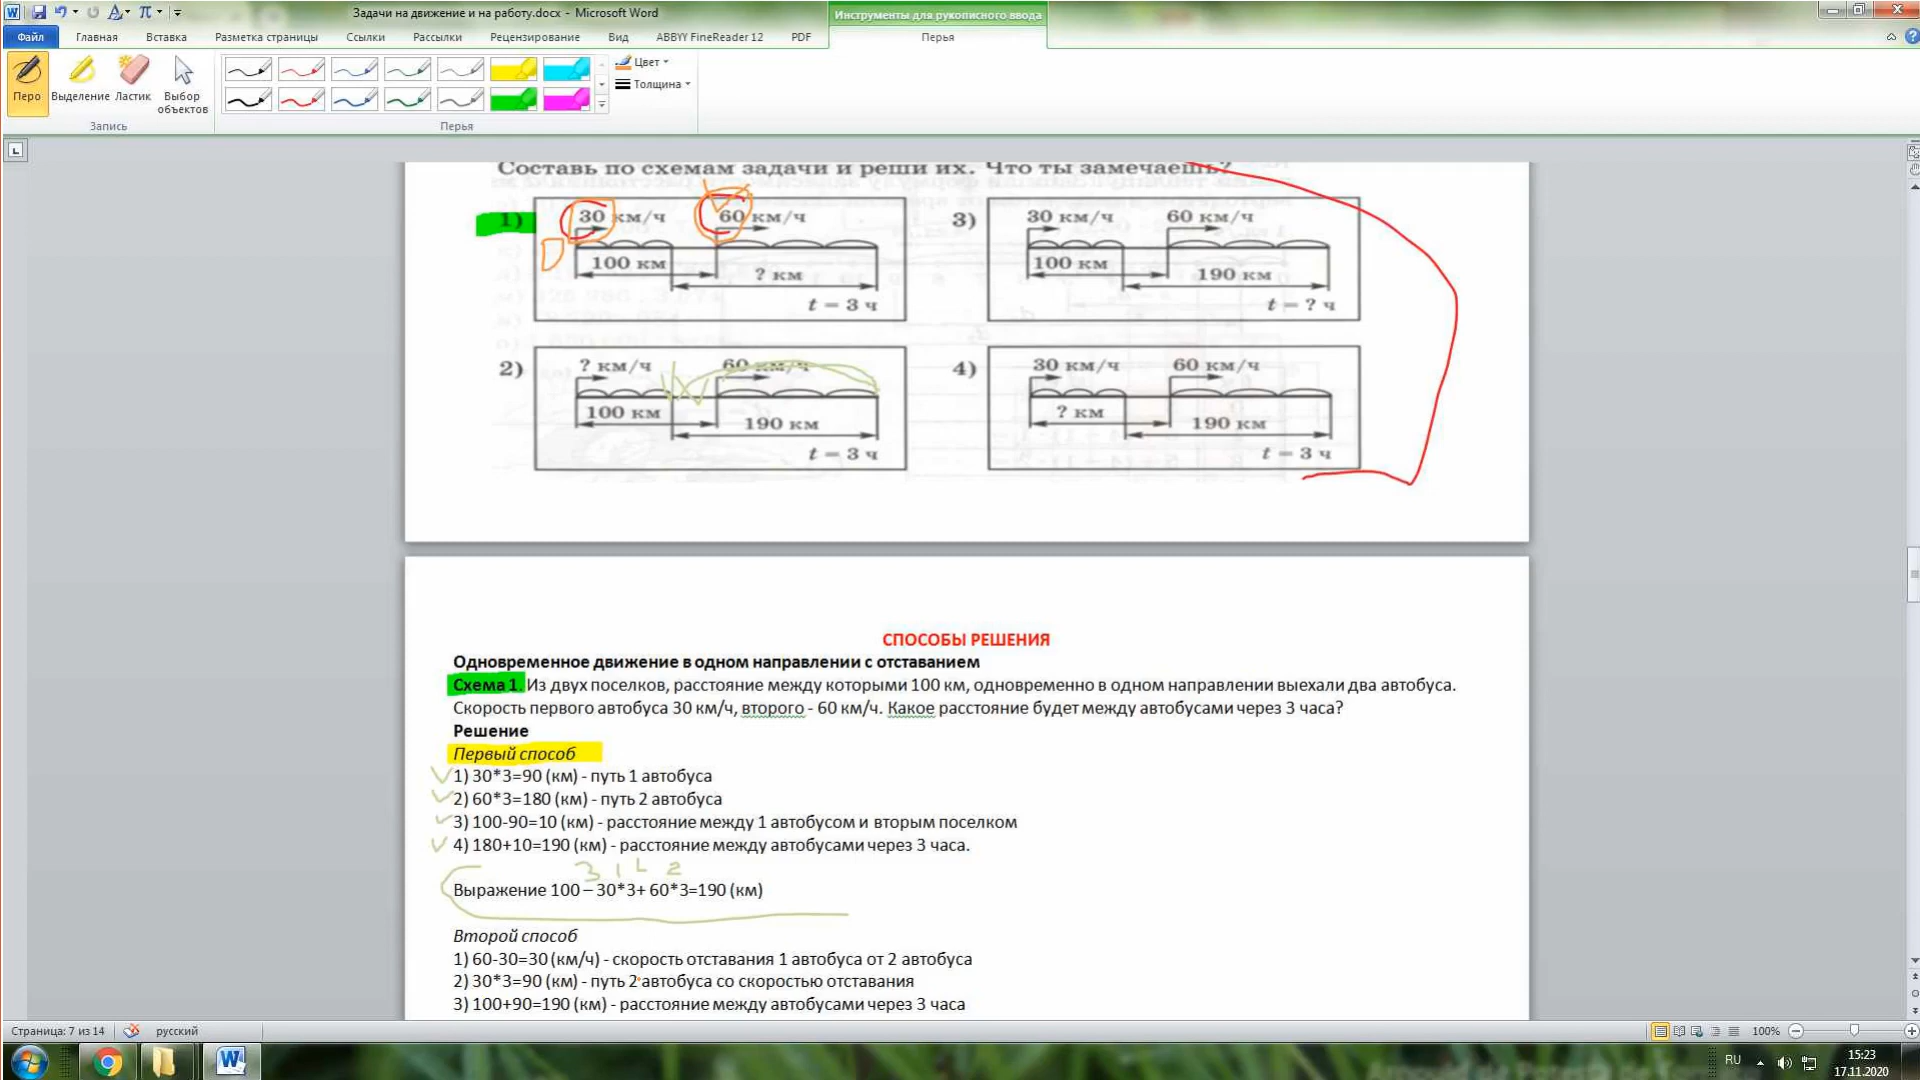 Задачи на движение и на работу.docx - Microsoft Word
Инструменты для рукописного ввода
Файл Главная Вставка Разметка страницы Ссылки Рассылки Рецензирование Вид ABBYY FineReader 12 PDF Перья
Перо Выделение Ластик Выбор объектов
Цвет
Толщина
Запись Перья
Составь по схемам задачи и реши их. Что ты замечаешь?
1) 30 км/ч 60 км/ч
100 км ? км
t = 3 ч
3) 30 км/ч 60 км/ч
100 км 190 км
t = ? ч
2) ? км/ч 60 км/ч
100 км 190 км
t = 3 ч
4) 30 км/ч 60 км/ч
? км 190 км
t = 3 ч
СПОСОБЫ РЕШЕНИЯ
Одновременное движение в одном направлении с отставанием
Схема 1. Из двух поселков, расстояние между которыми 100 км, одновременно в одном направлении выехали два автобуса.
Скорость первого автобуса 30 км/ч, второго - 60 км/ч. Какое расстояние будет между автобусами через 3 часа?
Решение
Первый способ
1) 30*3=90 (км) - путь 1 автобуса
2) 60*3=180 (км) - путь 2 автобуса
3) 100-90=10 (км) - расстояние между 1 автобусом и вторым поселком
4) 180+10=190 (км) - расстояние между автобусами через 3 часа.
3 1 4 2
Выражение 100 – 30*3+ 60*3=190 (км)
Второй способ
1) 60-30=30 (км/ч) - скорость отставания 1 автобуса от 2 автобуса
2) 30*3=90 (км) - путь 2 автобуса со скоростью отставания
3) 100+90=190 (км) - расстояние между автобусами через 3 часа
Страница: 7 из 14 русский 100%
RU 15:23
17.11.2020